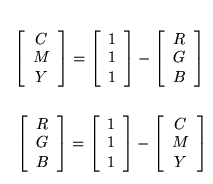 [ C M Y ] = [ 1 1 1 ] − [ R G B ]
[ R G B ] = [ 1 1 1 ] − [ C M Y ]